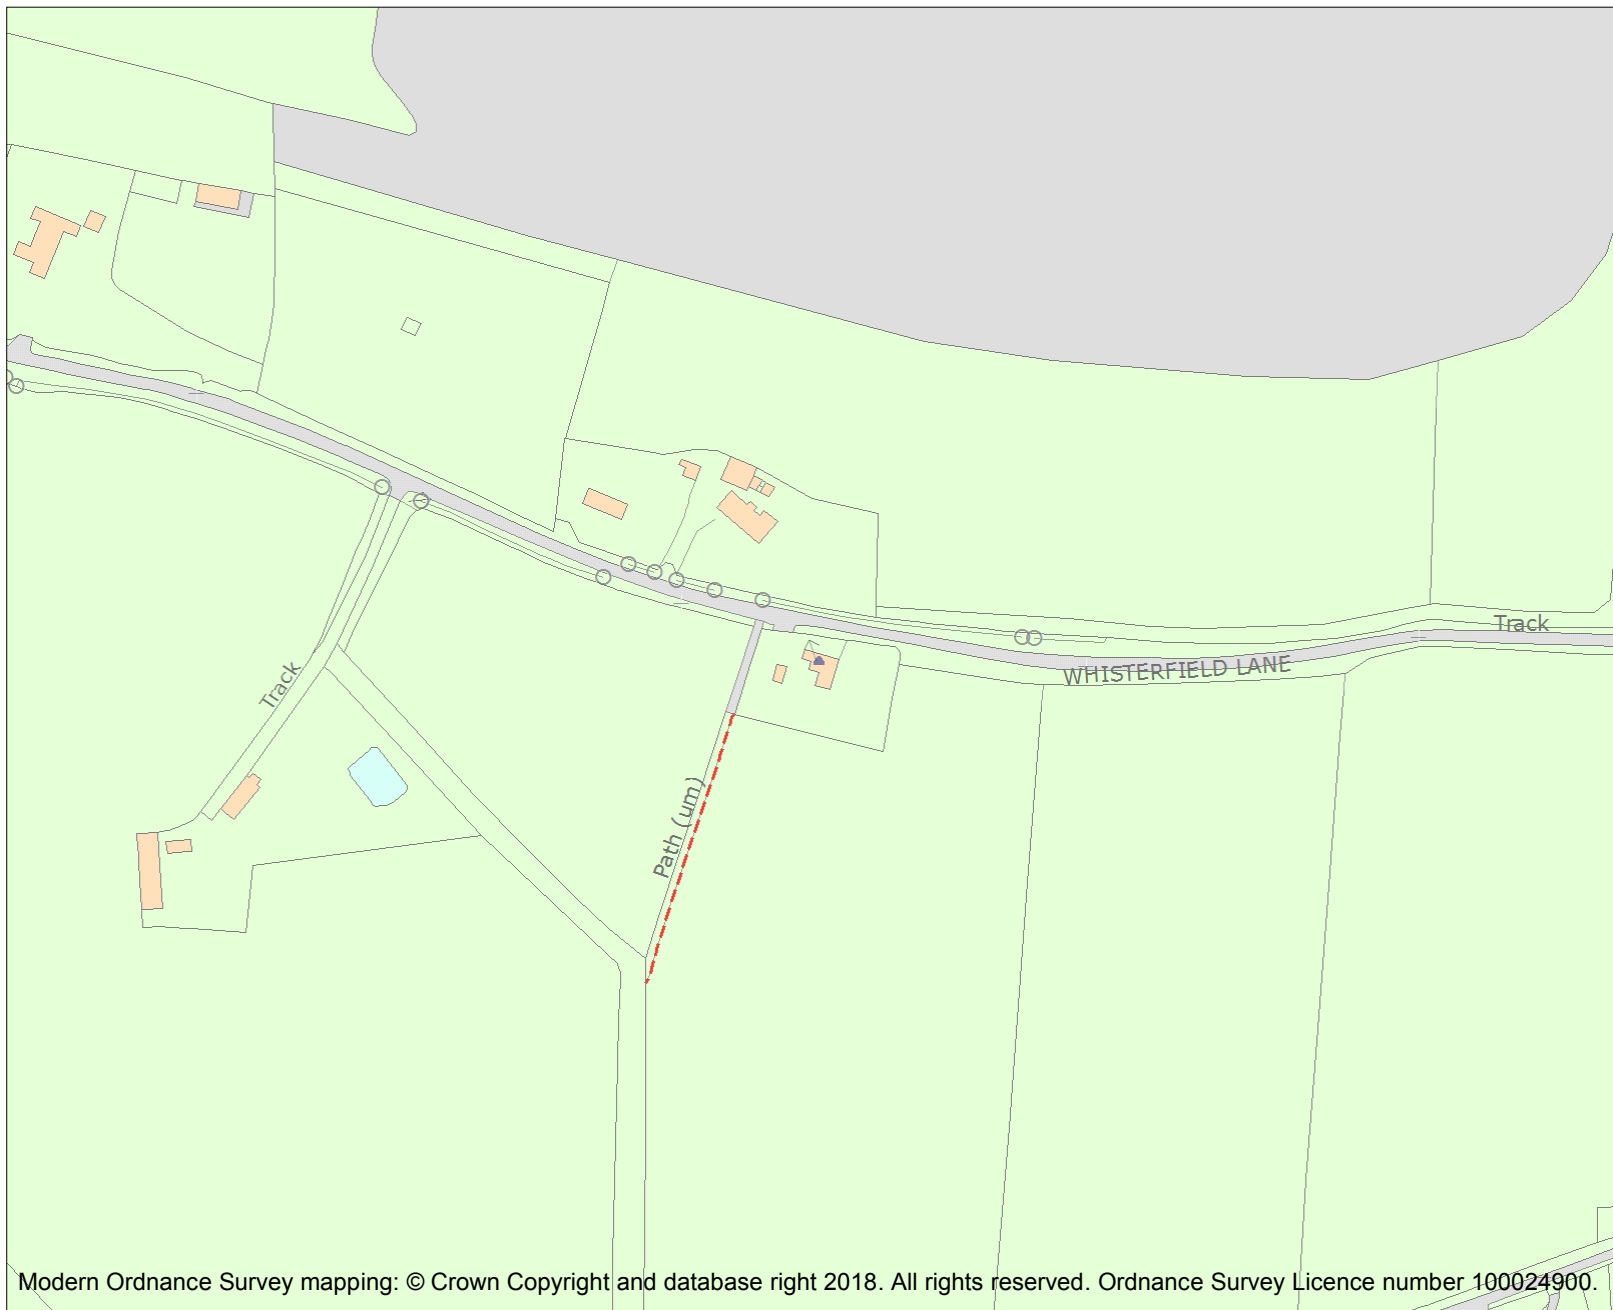 Track
WHISTERFIELD LANE
Track
Path (um)
Modern Ordnance Survey mapping: © Crown Copyright and database right 2018. All rights reserved. Ordnance Survey Licence number 100024900.